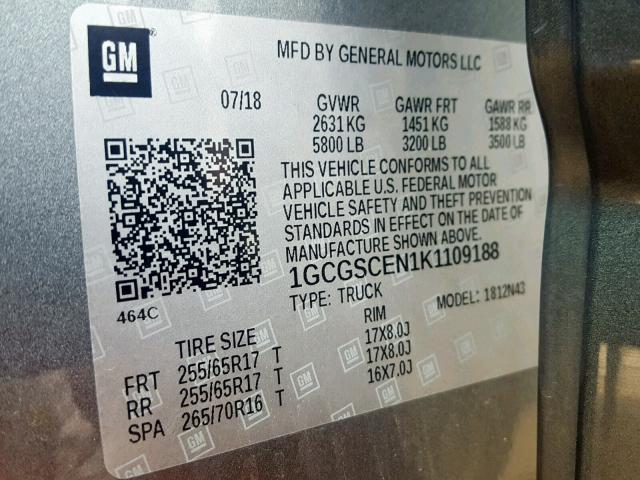 GM
MFD BY GENERAL MOTORS LLC
07/18 GVWR GAWR FRT GAWR RR
2631 KG 1451 KG 1588 KG
5800 LB 3200 LB 3500 LB
THIS VEHICLE CONFORMS TO ALL
APPLICABLE U.S. FEDERAL MOTOR
VEHICLE SAFETY AND THEFT PREVENTION
STANDARDS IN EFFECT ON THE DATE OF
MANUFACTURE SHOWN ABOVE.
1GCGSCEN1K1109188
TYPE: TRUCK MODEL: 1812N43
464C
TIRE SIZE RIM
FRT 255/65R17 T 17X8.0J
RR 255/65R17 T 17X8.0J
SPA 265/70R16 T 16X7.0J